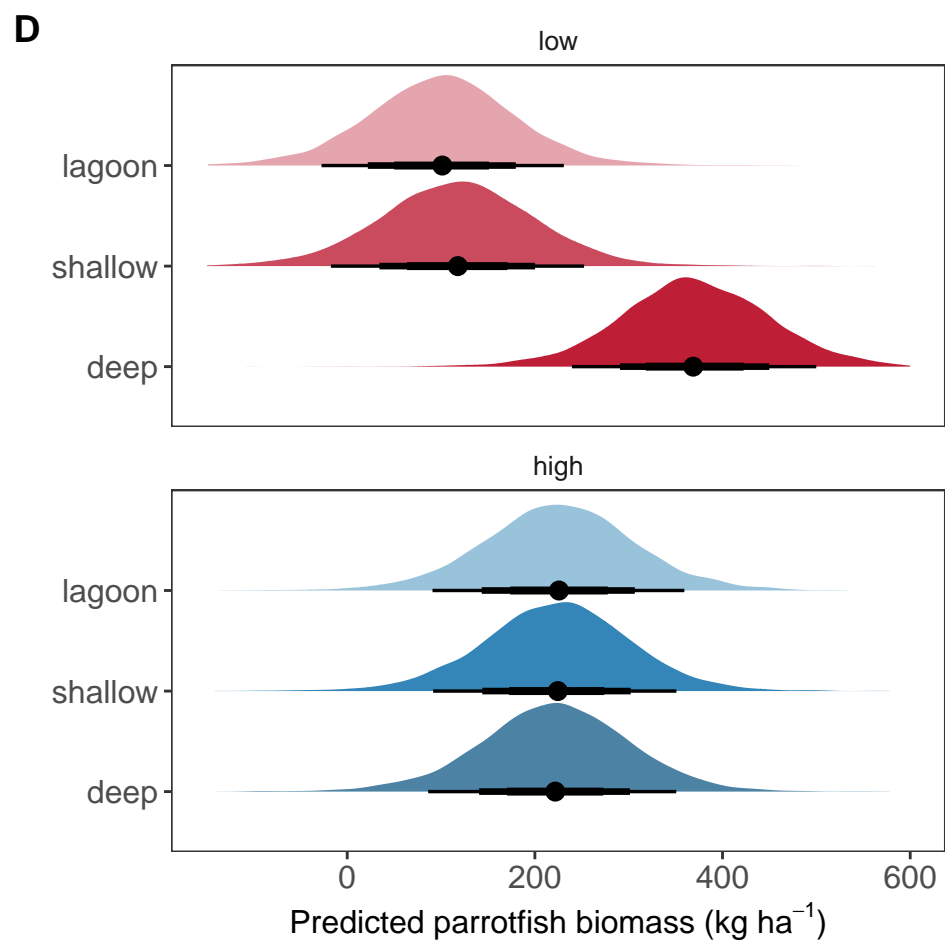 D
low
lagoon
shallow
deep
high
lagoon
shallow
deep
0 200 400 600
Predicted parrotfish biomass (kg ha⁻¹)